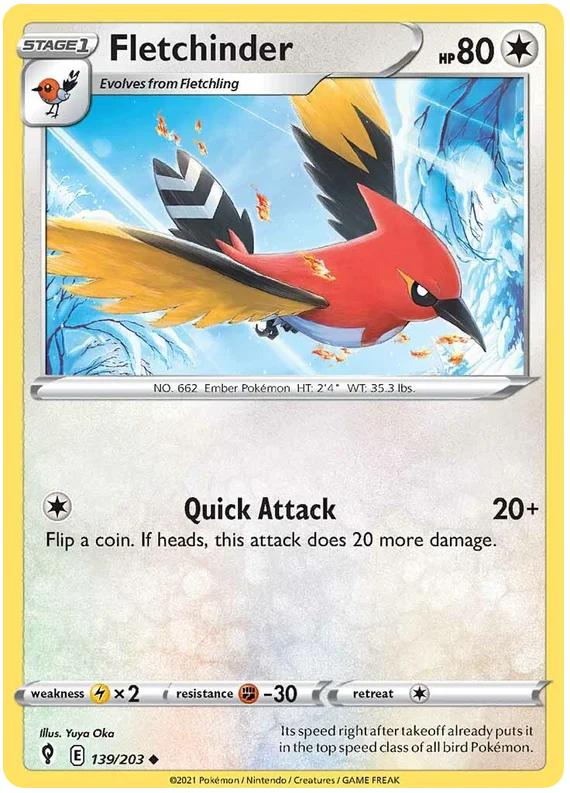 STAGE1
Fletchinder
HP80
Evolves from Fletchling
NO. 662 Ember Pokémon HT: 2'4" WT: 35.3 lbs.
Quick Attack 20+
Flip a coin. If heads, this attack does 20 more damage.
weakness ×2 resistance -30 retreat
Illus. Yuya Oka
Its speed right after takeoff already puts it
in the top speed class of all bird Pokémon.
E 139/203
©2021 Pokémon / Nintendo / Creatures / GAME FREAK